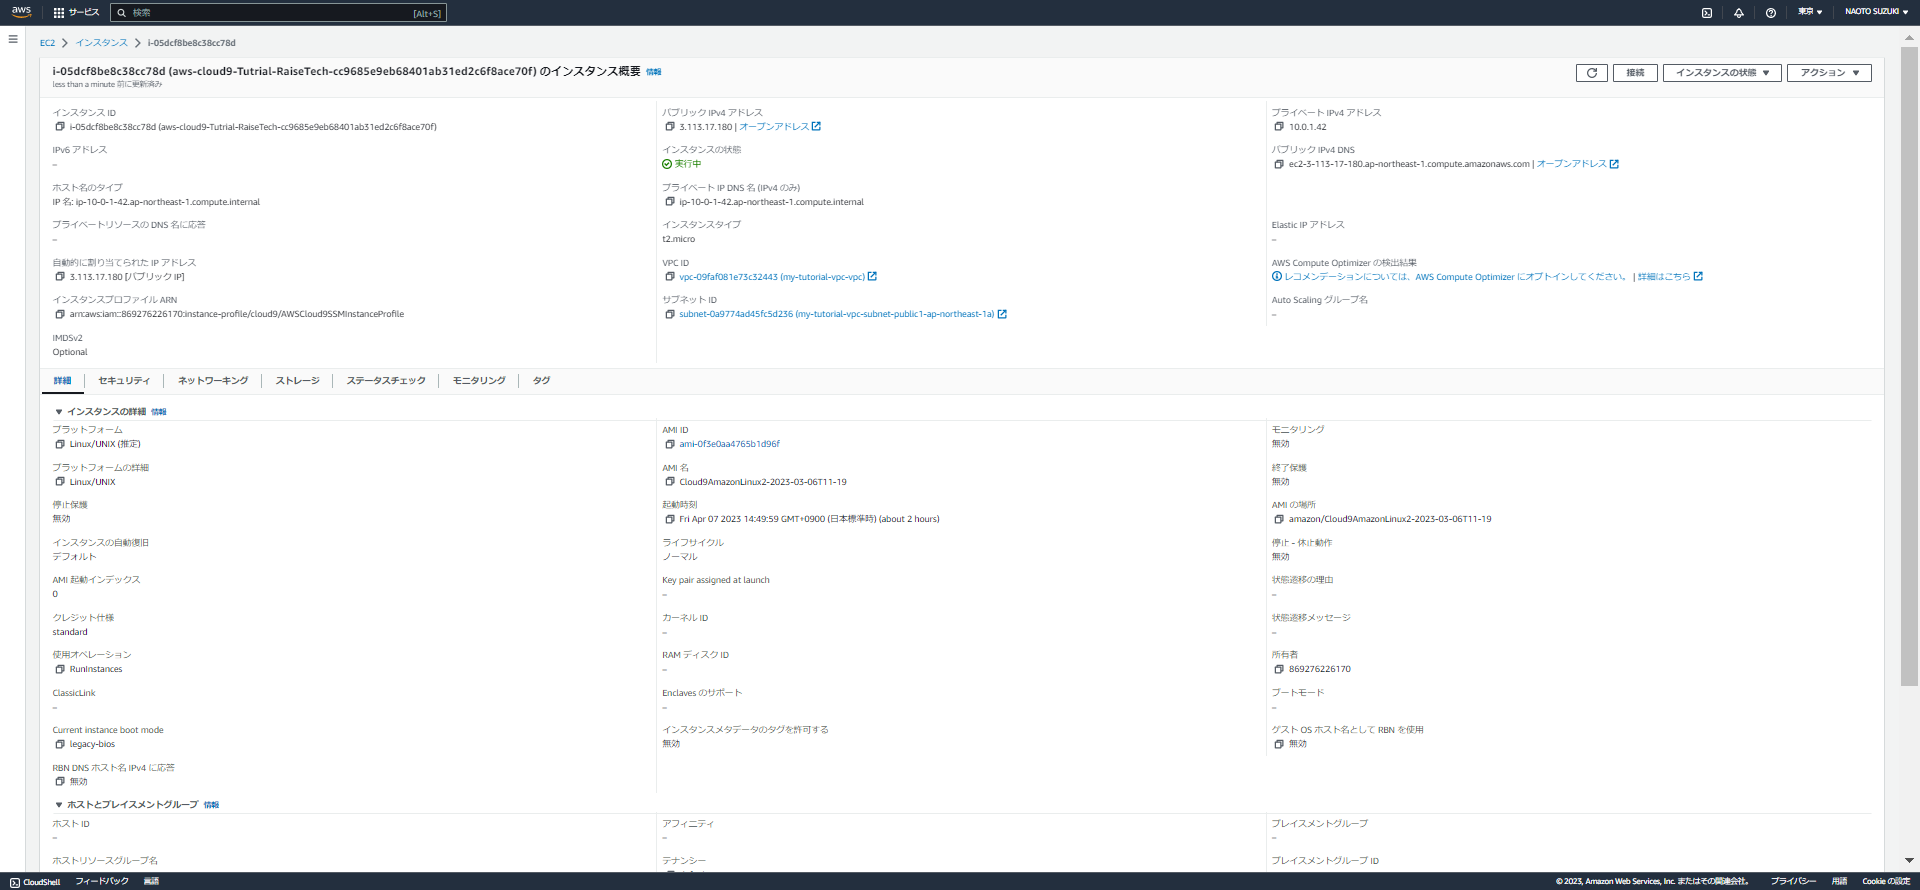 aws サービス 検索 [Alt+S] 東京 NAOTO SUZUKI
EC2 インスタンス i-05dcf8be8c38cc78d
i-05dcf8be8c38cc78d (aws-cloud9-Tutrial-RaiseTech-cc9685e9eb68401ab31ed2c6f8ace70f) のインスタンス概要 情報
less than a minute 前に更新済み
接続 インスタンスの状態 アクション
インスタンス ID
i-05dcf8be8c38cc78d (aws-cloud9-Tutrial-RaiseTech-cc9685e9eb68401ab31ed2c6f8ace70f)
パブリック IPv4 アドレス
3.113.17.180 | オープンアドレス
プライベート IPv4 アドレス
10.0.1.42
IPv6 アドレス
–
インスタンスの状態
実行中
パブリック IPv4 DNS
ec2-3-113-17-180.ap-northeast-1.compute.amazonaws.com | オープンアドレス
ホスト名のタイプ
IP 名: ip-10-0-1-42.ap-northeast-1.compute.internal
プライベート IP DNS 名 (IPv4 のみ)
ip-10-0-1-42.ap-northeast-1.compute.internal
プライベートリソースの DNS 名に応答
–
インスタンスタイプ
t2.micro
Elastic IP アドレス
–
自動的に割り当てられた IP アドレス
3.113.17.180 [パブリック IP]
VPC ID
vpc-09faf081e73c32443 (my-tutorial-vpc-vpc)
AWS Compute Optimizer の検出結果
レコメンデーションについては、AWS Compute Optimizer にオプトインしてください。 | 詳細はこちら
インスタンスプロファイル ARN
arn:aws:iam::869276226170:instance-profile/cloud9/AWSCloud9SSMInstanceProfile
サブネット ID
subnet-0a9774ad45fc5d236 (my-tutorial-vpc-subnet-public1-ap-northeast-1a)
Auto Scaling グループ名
–
IMDSv2
Optional
詳細 セキュリティ ネットワーキング ストレージ ステータスチェック モニタリング タグ
▼ インスタンスの詳細 情報
プラットフォーム
Linux/UNIX (推定)
AMI ID
ami-0f3e0aa4765b1d96f
モニタリング
無効
プラットフォームの詳細
Linux/UNIX
AMI 名
Cloud9AmazonLinux2-2023-03-06T11-19
終了保護
無効
停止保護
無効
起動時刻
Fri Apr 07 2023 14:49:59 GMT+0900 (日本標準時) (about 2 hours)
AMI の場所
amazon/Cloud9AmazonLinux2-2023-03-06T11-19
インスタンスの自動復旧
デフォルト
ライフサイクル
ノーマル
停止 - 休止動作
無効
AMI 起動インデックス
0
Key pair assigned at launch
–
状態遷移の理由
–
クレジット仕様
standard
カーネル ID
–
状態遷移メッセージ
–
使用オペレーション
RunInstances
RAM ディスク ID
–
所有者
869276226170
ClassicLink
–
Enclaves のサポート
–
ブートモード
–
Current instance boot mode
legacy-bios
インスタンスメタデータのタグを許可する
無効
ゲスト OS ホスト名として RBN を使用
無効
RBN DNS ホスト名 IPv4 に応答
無効
▼ ホストとプレイスメントグループ 情報
ホスト ID
–
アフィニティ
–
プレイスメントグループ
–
ホストリソースグループ名
テナンシー
プレイスメントグループ ID
CloudShell フィードバック 言語 © 2023, Amazon Web Services, Inc. またはその関連会社。 プライバシー 用語 Cookie の設定